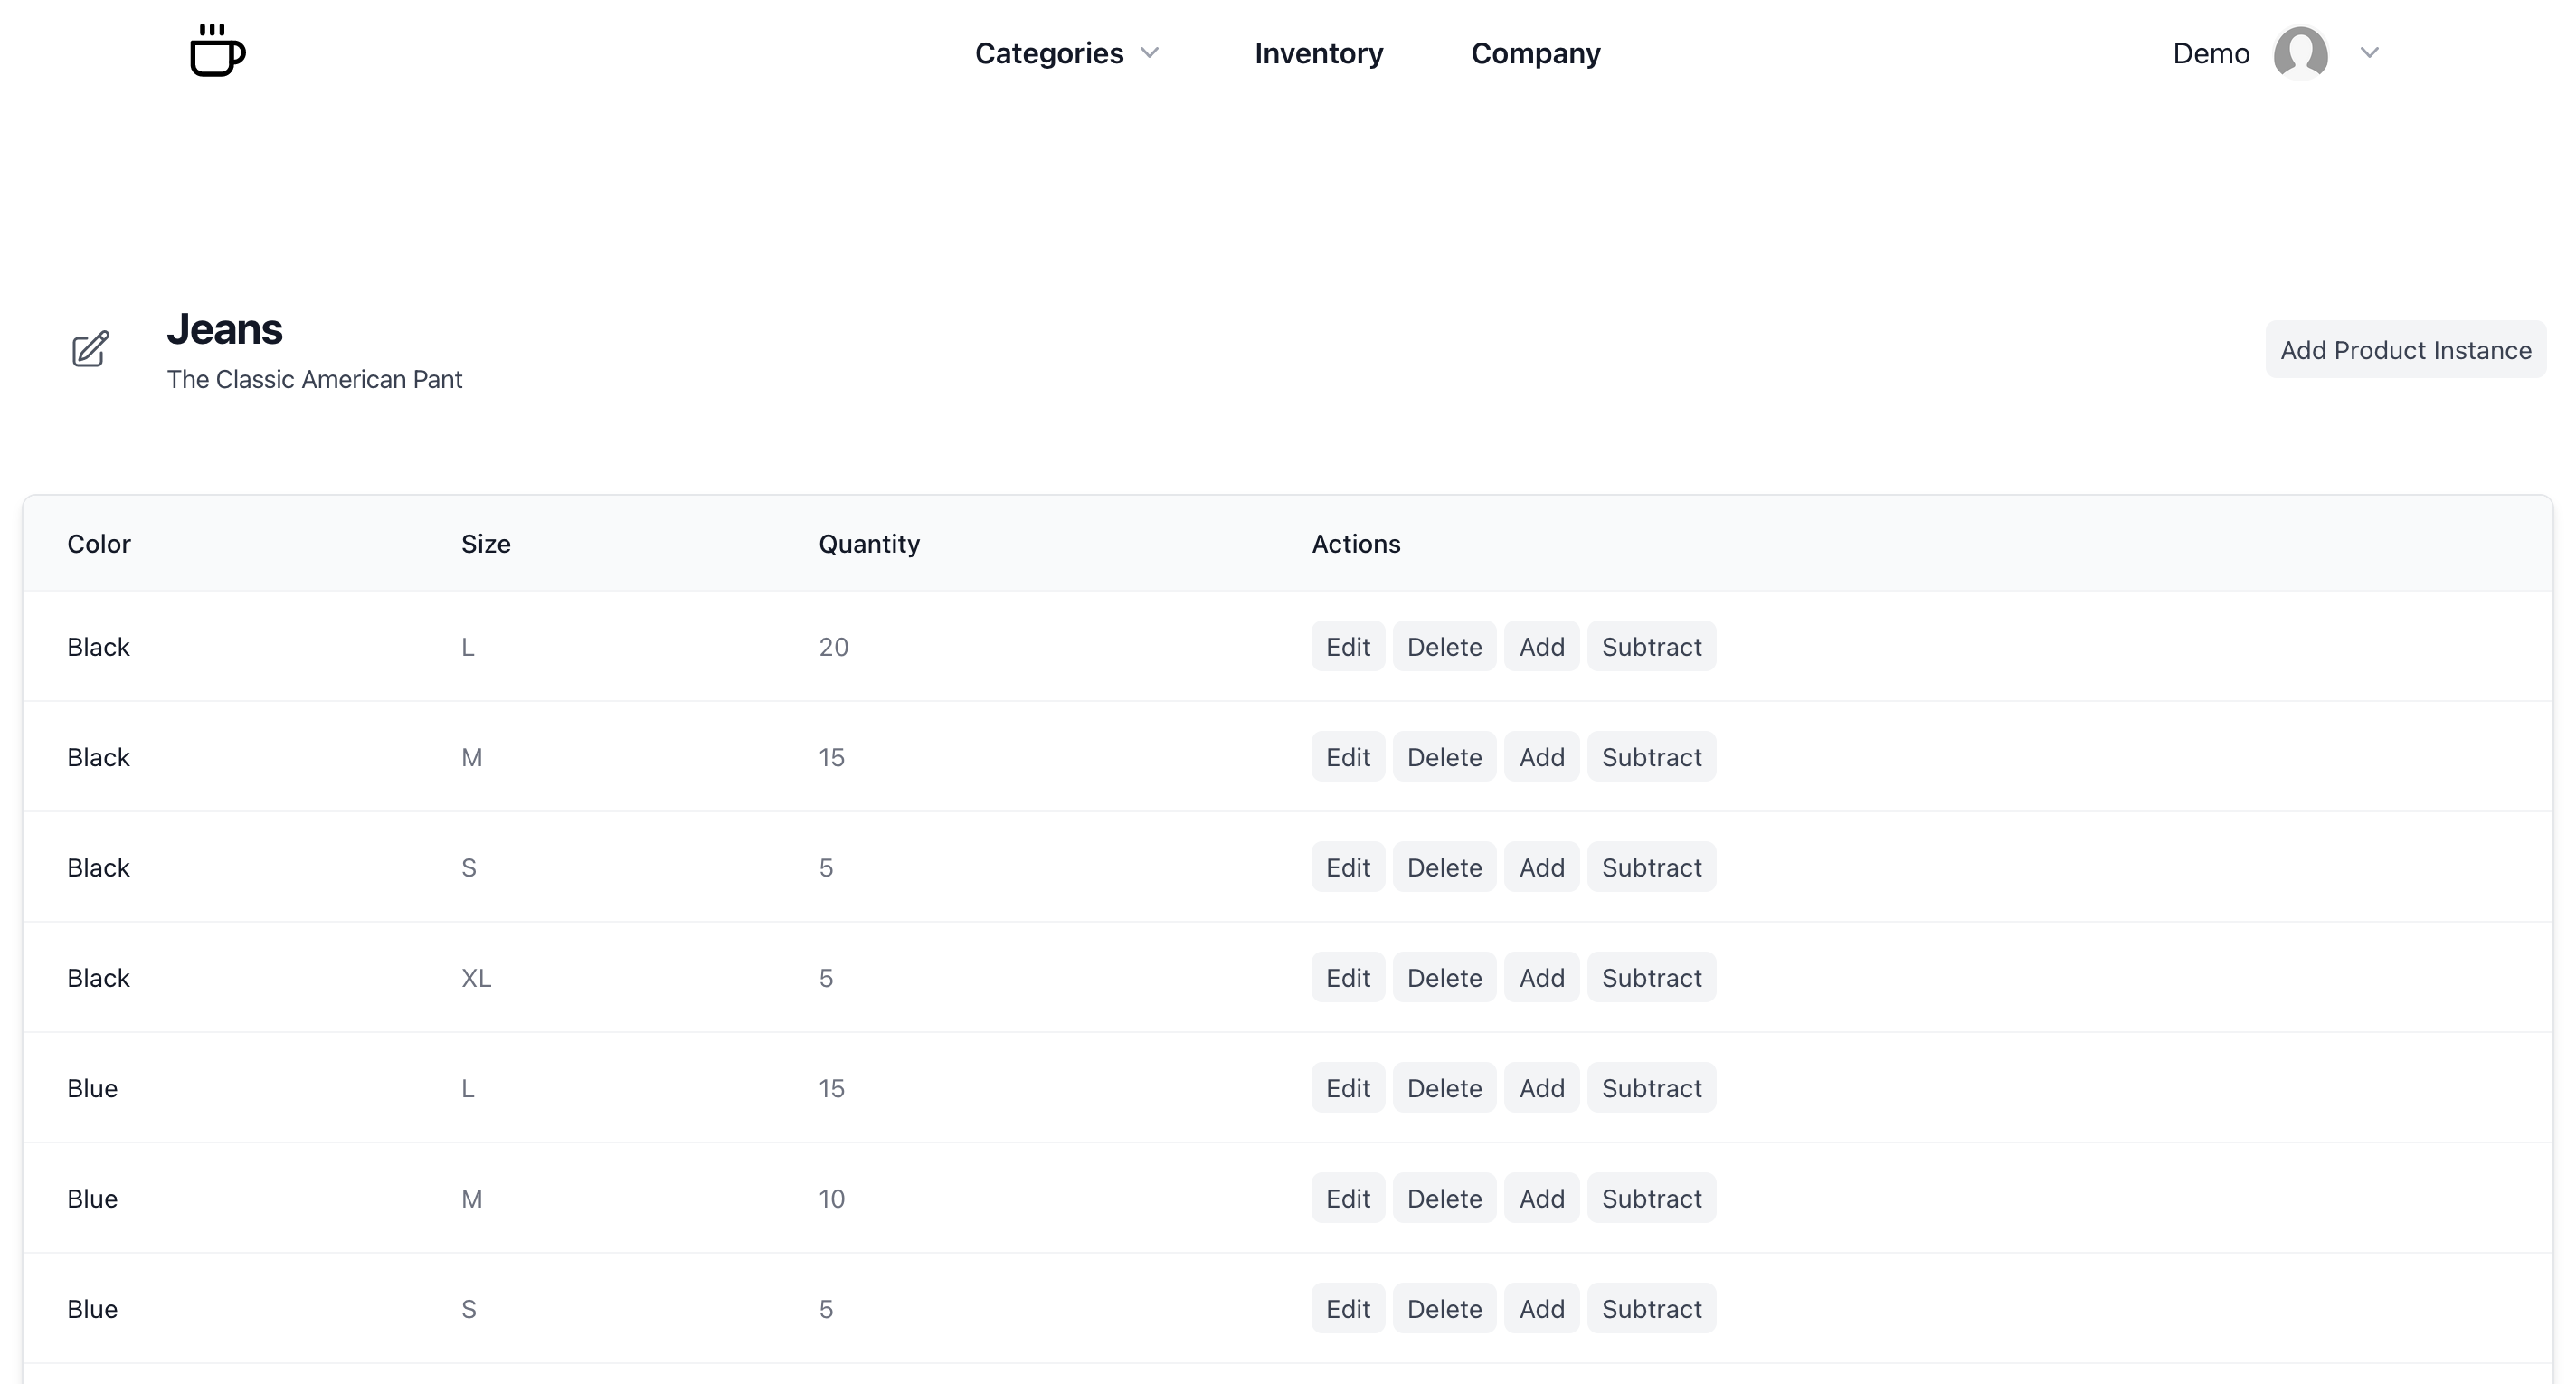 Categories Inventory Company Demo
Jeans
The Classic American Pant
Add Product Instance
Color Size Quantity Actions
Black L 20 Edit Delete Add Subtract
Black M 15 Edit Delete Add Subtract
Black S 5 Edit Delete Add Subtract
Black XL 5 Edit Delete Add Subtract
Blue L 15 Edit Delete Add Subtract
Blue M 10 Edit Delete Add Subtract
Blue S 5 Edit Delete Add Subtract